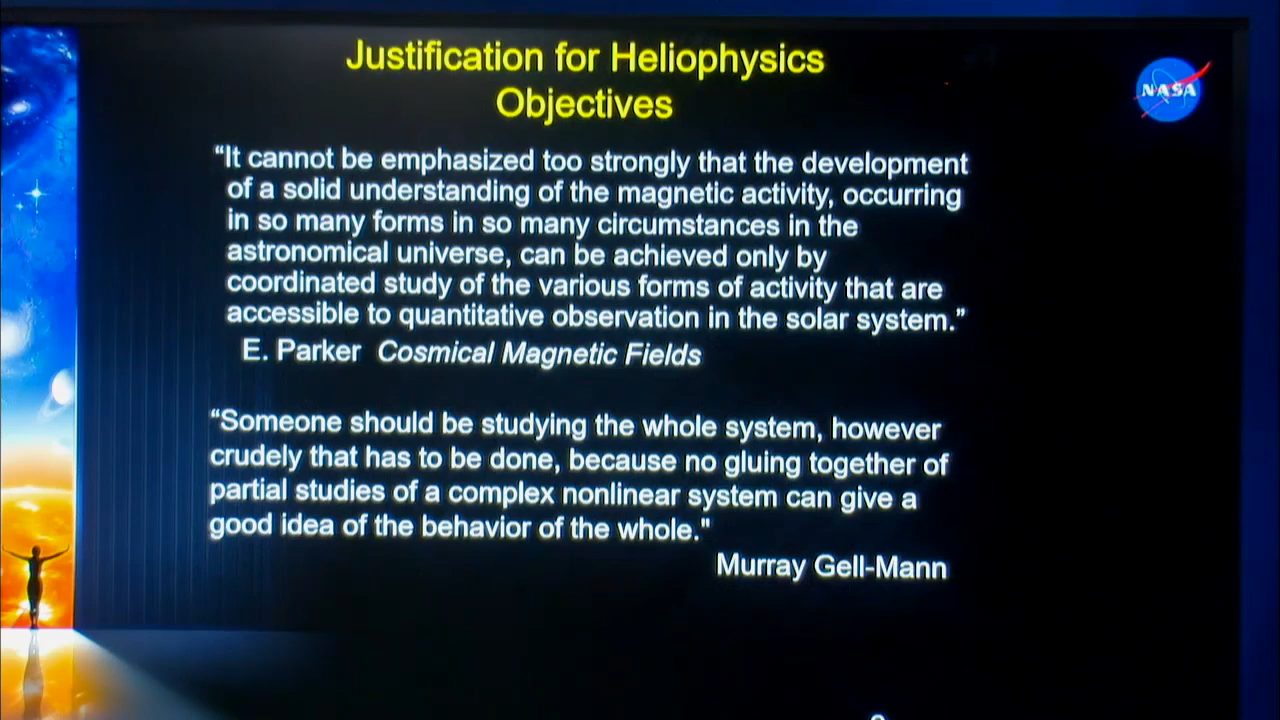 Justification for Heliophysics
Objectives
NASA
“It cannot be emphasized too strongly that the development
of a solid understanding of the magnetic activity, occurring
in so many forms in so many circumstances in the
astronomical universe, can be achieved only by
coordinated study of the various forms of activity that are
accessible to quantitative observation in the solar system.”
E. Parker Cosmical Magnetic Fields
“Someone should be studying the whole system, however
crudely that has to be done, because no gluing together of
partial studies of a complex nonlinear system can give a
good idea of the behavior of the whole."
Murray Gell-Mann